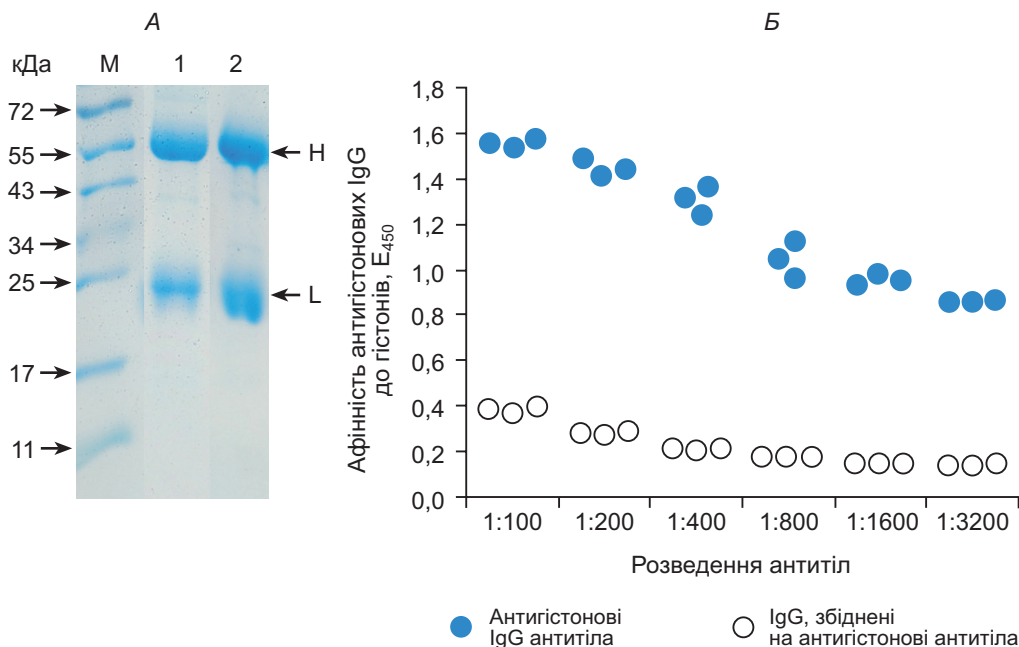 А
кДа М 1 2
72
55
43
34
25
17
11
H
L
Б
Афінність антигістонових IgG
до гістонів, E₄₅₀
1,8
1,6
1,4
1,2
1,0
0,8
0,6
0,4
0,2
0,0
1:100 1:200 1:400 1:800 1:1600 1:3200
Розведення антитіл
Антигістонові
IgG антитіла
IgG, збіднені
на антигістонові антитіла